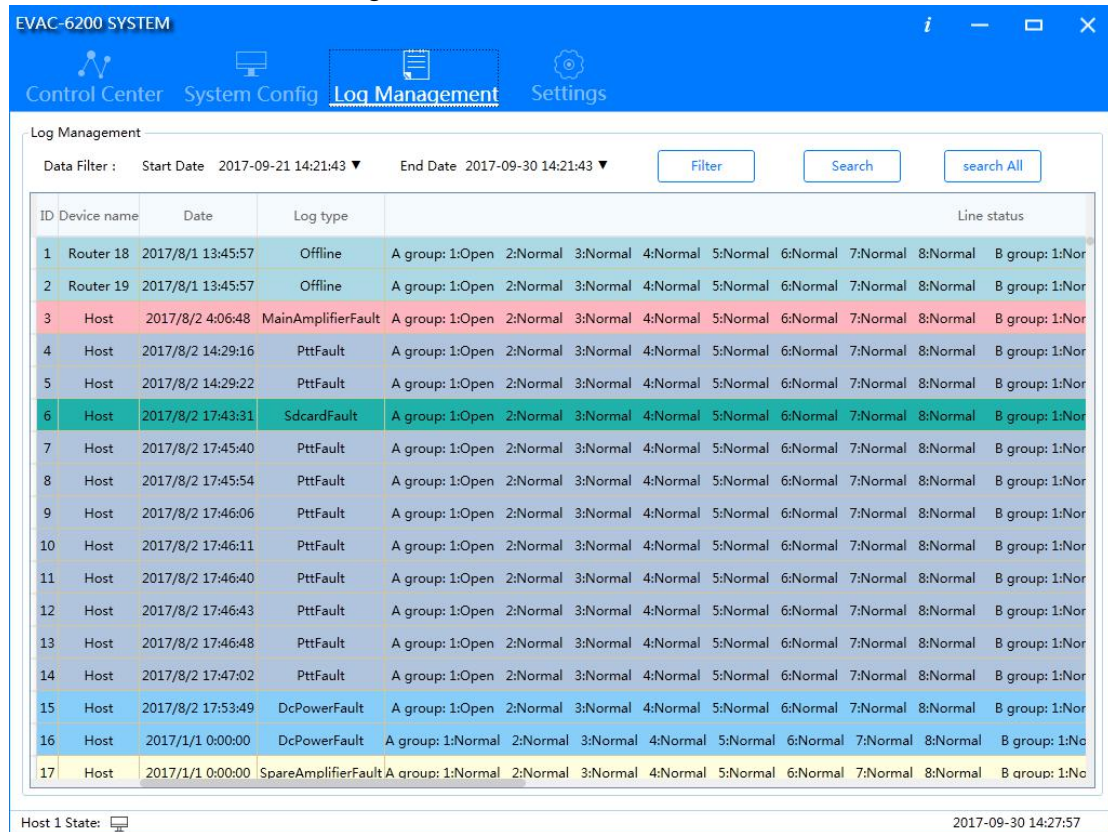 EVAC-6200 SYSTEM
i
Control Center System Config Log Management Settings
Log Management
Data Filter : Start Date 2017-09-21 14:21:43 ▼ End Date 2017-09-30 14:21:43 ▼ Filter Search search All
ID Device name Date Log type Line status
1 Router 18 2017/8/1 13:45:57 Offline A group: 1:Open 2:Normal 3:Normal 4:Normal 5:Normal 6:Normal 7:Normal 8:Normal B group: 1:Nor
2 Router 19 2017/8/1 13:45:57 Offline A group: 1:Open 2:Normal 3:Normal 4:Normal 5:Normal 6:Normal 7:Normal 8:Normal B group: 1:Nor
3 Host 2017/8/2 4:06:48 MainAmplifierFault A group: 1:Open 2:Normal 3:Normal 4:Normal 5:Normal 6:Normal 7:Normal 8:Normal B group: 1:Nor
4 Host 2017/8/2 14:29:16 PttFault A group: 1:Open 2:Normal 3:Normal 4:Normal 5:Normal 6:Normal 7:Normal 8:Normal B group: 1:Nor
5 Host 2017/8/2 14:29:22 PttFault A group: 1:Open 2:Normal 3:Normal 4:Normal 5:Normal 6:Normal 7:Normal 8:Normal B group: 1:Nor
6 Host 2017/8/2 17:43:31 SdcardFault A group: 1:Open 2:Normal 3:Normal 4:Normal 5:Normal 6:Normal 7:Normal 8:Normal B group: 1:Nor
7 Host 2017/8/2 17:45:40 PttFault A group: 1:Open 2:Normal 3:Normal 4:Normal 5:Normal 6:Normal 7:Normal 8:Normal B group: 1:Nor
8 Host 2017/8/2 17:45:54 PttFault A group: 1:Open 2:Normal 3:Normal 4:Normal 5:Normal 6:Normal 7:Normal 8:Normal B group: 1:Nor
9 Host 2017/8/2 17:46:06 PttFault A group: 1:Open 2:Normal 3:Normal 4:Normal 5:Normal 6:Normal 7:Normal 8:Normal B group: 1:Nor
10 Host 2017/8/2 17:46:11 PttFault A group: 1:Open 2:Normal 3:Normal 4:Normal 5:Normal 6:Normal 7:Normal 8:Normal B group: 1:Nor
11 Host 2017/8/2 17:46:40 PttFault A group: 1:Open 2:Normal 3:Normal 4:Normal 5:Normal 6:Normal 7:Normal 8:Normal B group: 1:Nor
12 Host 2017/8/2 17:46:43 PttFault A group: 1:Open 2:Normal 3:Normal 4:Normal 5:Normal 6:Normal 7:Normal 8:Normal B group: 1:Nor
13 Host 2017/8/2 17:46:48 PttFault A group: 1:Open 2:Normal 3:Normal 4:Normal 5:Normal 6:Normal 7:Normal 8:Normal B group: 1:Nor
14 Host 2017/8/2 17:47:02 PttFault A group: 1:Open 2:Normal 3:Normal 4:Normal 5:Normal 6:Normal 7:Normal 8:Normal B group: 1:Nor
15 Host 2017/8/2 17:53:49 DcPowerFault A group: 1:Open 2:Normal 3:Normal 4:Normal 5:Normal 6:Normal 7:Normal 8:Normal B group: 1:Nor
16 Host 2017/1/1 0:00:00 DcPowerFault A group: 1:Normal 2:Normal 3:Normal 4:Normal 5:Normal 6:Normal 7:Normal 8:Normal B group: 1:No
17 Host 2017/1/1 0:00:00 SpareAmplifierFault A group: 1:Normal 2:Normal 3:Normal 4:Normal 5:Normal 6:Normal 7:Normal 8:Normal B group: 1:No
Host 1 State: 2017-09-30 14:27:57